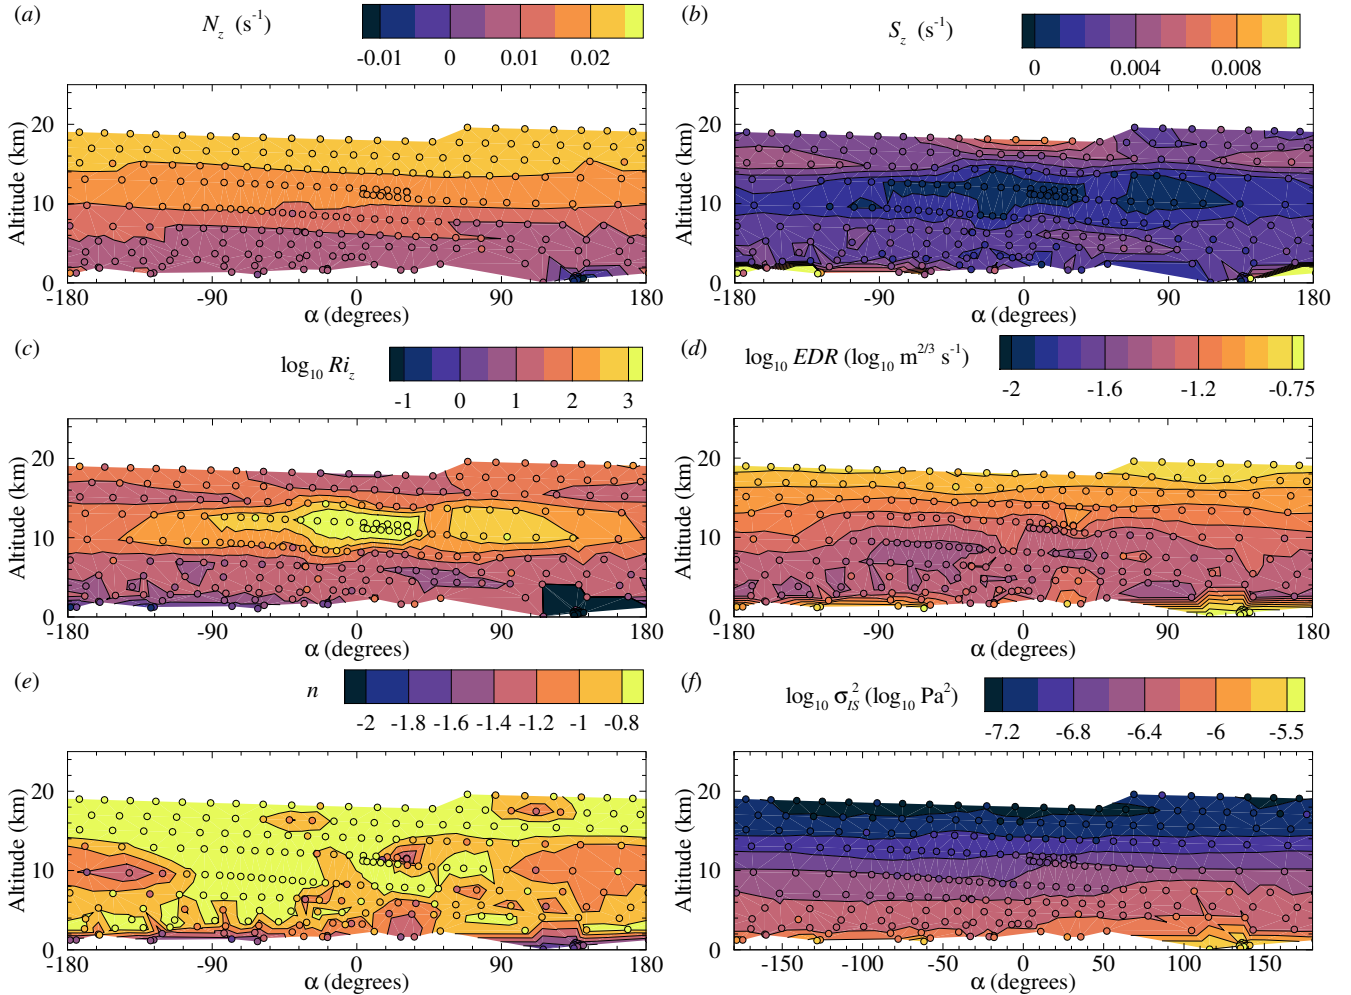 (a) N_z (s⁻¹)
-0.01 0 0.01 0.02
Altitude (km)
20
10
0
-180 -90 0 90 180
α (degrees)
(b) S_z (s⁻¹)
0 0.004 0.008
Altitude (km)
20
10
0
-180 -90 0 90 180
α (degrees)
(c) log₁₀ Ri_z
-1 0 1 2 3
Altitude (km)
20
10
0
-180 -90 0 90 180
α (degrees)
(d) log₁₀ EDR (log₁₀ m^{2/3} s⁻¹)
-2 -1.6 -1.2 -0.75
Altitude (km)
20
10
0
-180 -90 0 90 180
α (degrees)
(e) n
-2 -1.8 -1.6 -1.4 -1.2 -1 -0.8
Altitude (km)
20
10
0
-180 -90 0 90 180
α (degrees)
(f) log₁₀ σ²_{IS} (log₁₀ Pa²)
-7.2 -6.8 -6.4 -6 -5.5
Altitude (km)
20
10
0
-150 -100 -50 0 50 100 150
α (degrees)